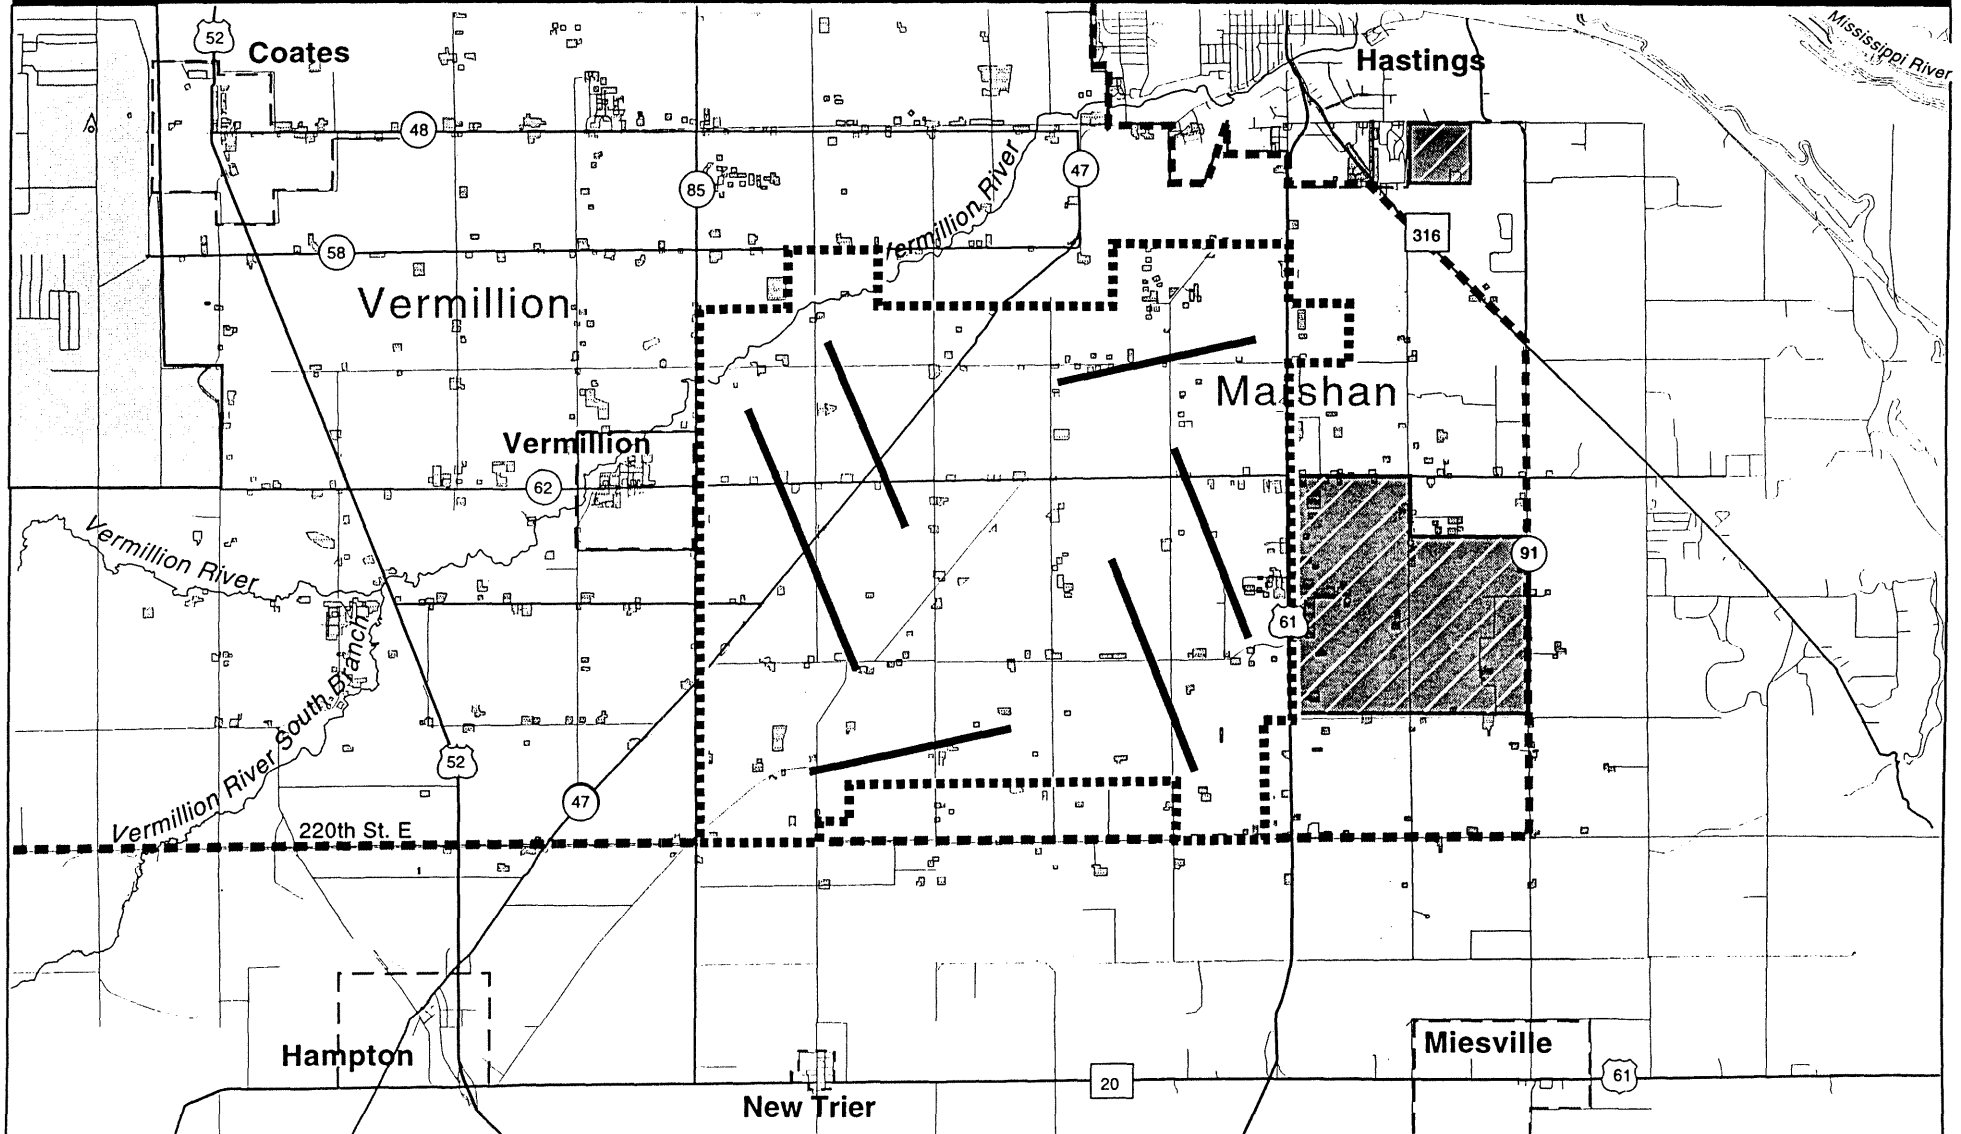 Mississippi River
52
Coates
Hastings
48
47
85
Vermillion River
316
58
Vermillion
Marshan
Vermillion
62
91
Vermillion River
61
Vermillion River South Branch
52
47
220th St. E
Hampton
Miesville
20
61
New Trier